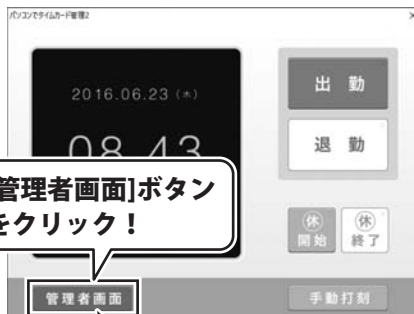 パソコンでタイムカード管理2
2016.06.23 (木)
08 43
出 勤
退 勤
管理者画面]ボタン
をクリック！
休 開始
休 終了
管理者画面
手動打刻